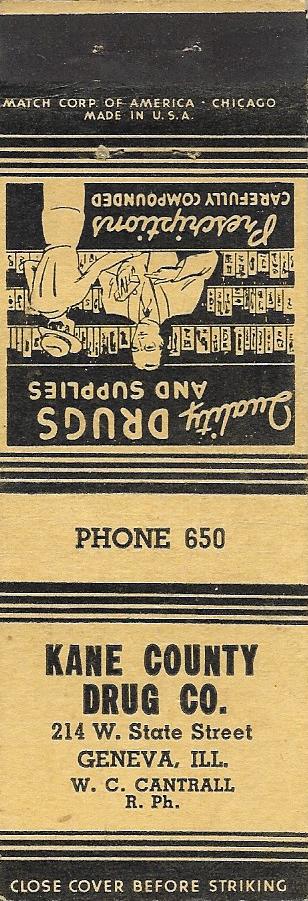 MATCH CORP. OF AMERICA · CHICAGO
MADE IN U.S.A.
Quality DRUGS
AND SUPPLIES
Prescriptions
CAREFULLY COMPOUNDED
PHONE 650
KANE COUNTY
DRUG CO.
214 W. State Street
GENEVA, ILL.
W. C. CANTRALL
R. Ph.
CLOSE COVER BEFORE STRIKING